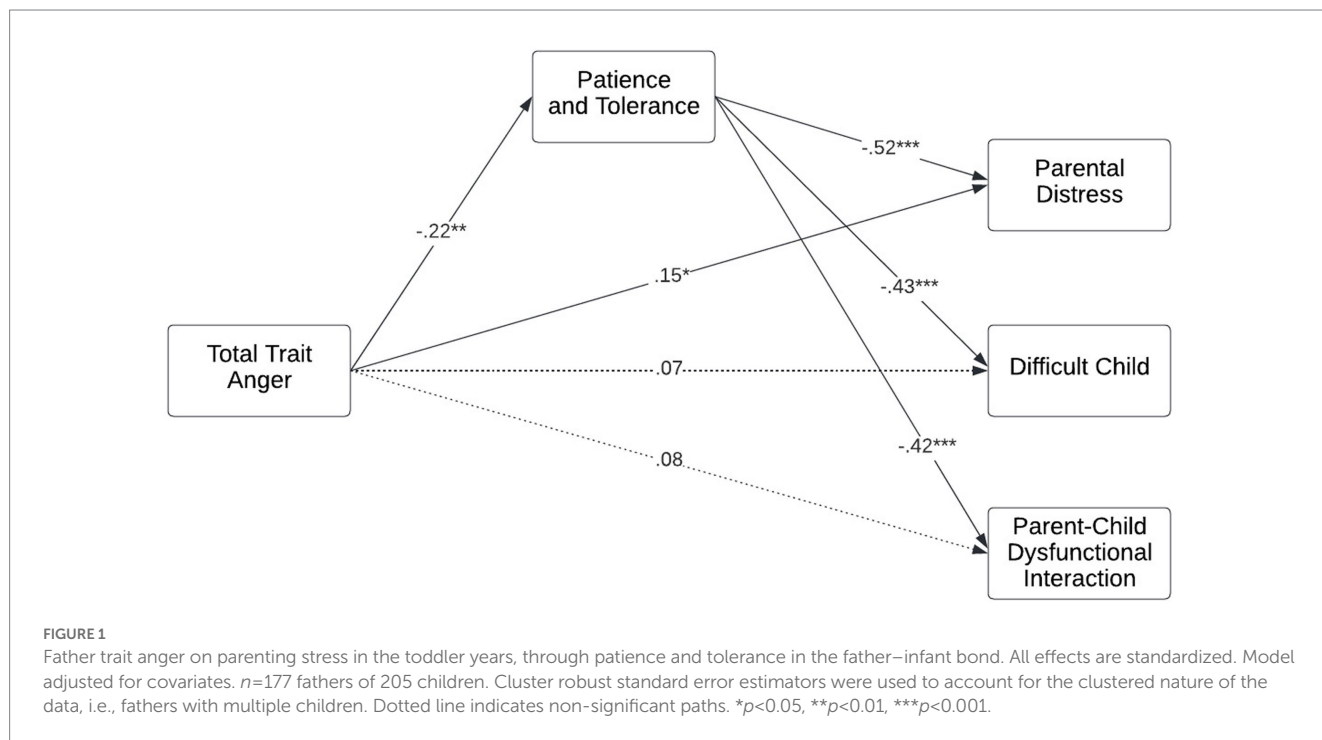 Patience
and Tolerance
-.52***
Parental
Distress
-.22**
.15*
-.43***
Total Trait
Anger
.07
Difficult Child
-.42***
.08
Parent-Child
Dysfunctional
Interaction
FIGURE 1
Father trait anger on parenting stress in the toddler years, through patience and tolerance in the father–infant bond. All effects are standardized. Model
adjusted for covariates. n=177 fathers of 205 children. Cluster robust standard error estimators were used to account for the clustered nature of the
data, i.e., fathers with multiple children. Dotted line indicates non-significant paths. *p<0.05, **p<0.01, ***p<0.001.